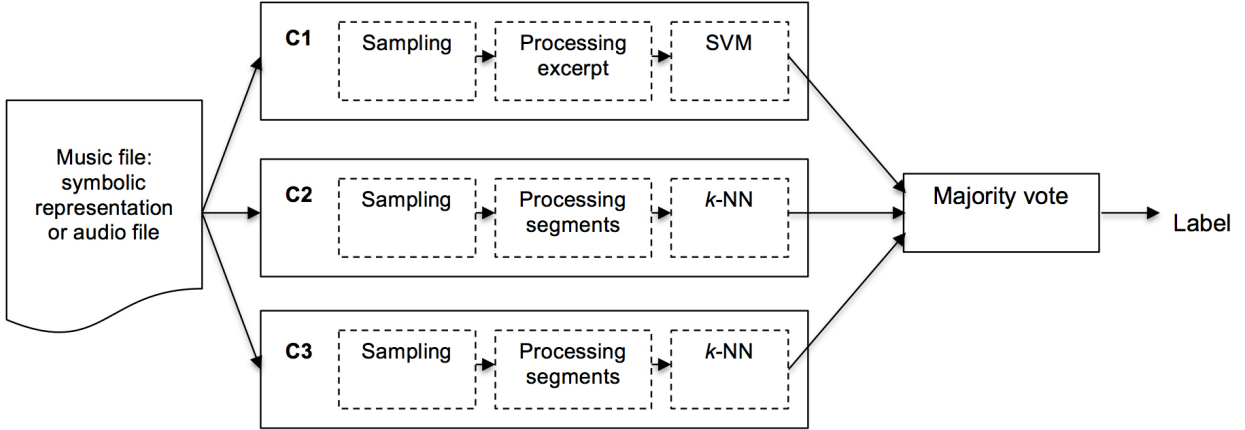 Music file:
symbolic
representation
or audio file
C1
Sampling
Processing
excerpt
SVM
C2
Sampling
Processing
segments
k-NN
C3
Sampling
Processing
segments
k-NN
Majority vote
Label